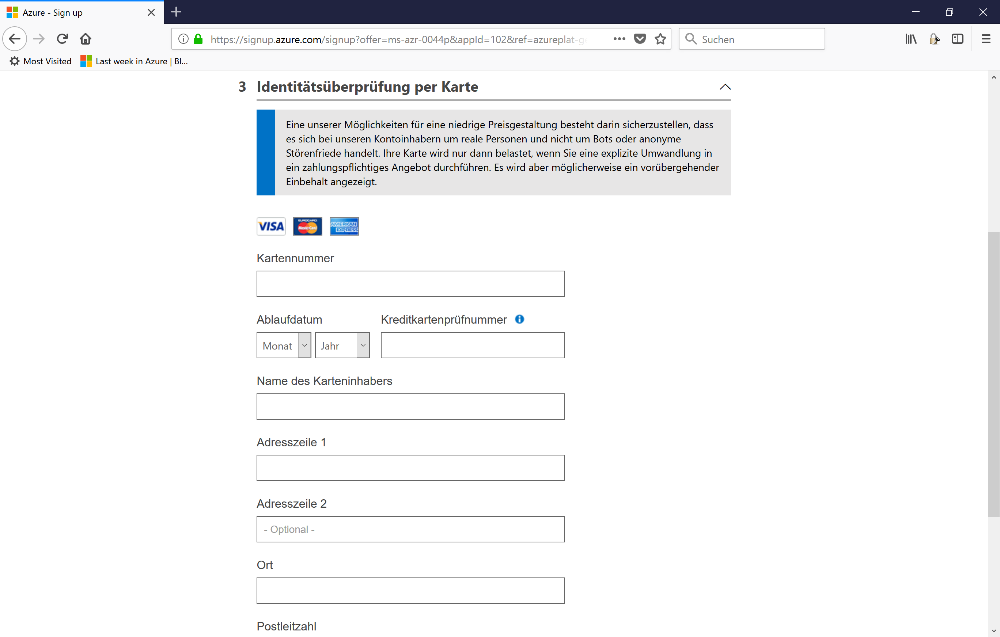 Azure - Sign up
https://signup.azure.com/signup?offer=ms-azr-0044p&appId=102&ref=azureplat-ge
Suchen
Most Visited
Last week in Azure | Bl...
3 Identitätsüberprüfung per Karte
Eine unserer Möglichkeiten für eine niedrige Preisgestaltung besteht darin sicherzustellen, dass
es sich bei unseren Kontoinhabern um reale Personen und nicht um Bots oder anonyme
Störenfriede handelt. Ihre Karte wird nur dann belastet, wenn Sie eine explizite Umwandlung in
ein zahlungspflichtiges Angebot durchführen. Es wird aber möglicherweise ein vorübergehender
Einbehalt angezeigt.
VISA
EUROCARD
MasterCard
AMERICAN
EXPRESS
Kartennummer
Ablaufdatum
Kreditkartenprüfnummer
Monat
Jahr
Name des Karteninhabers
Adresszeile 1
Adresszeile 2
- Optional -
Ort
Postleitzahl